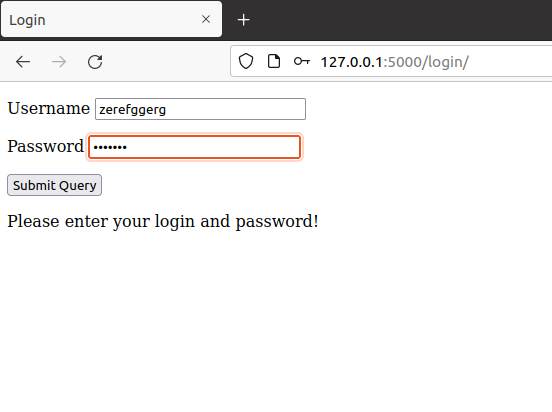 Login
127.0.0.1:5000/login/
Username zerefggerg
Password •••••••
Submit Query
Please enter your login and password!